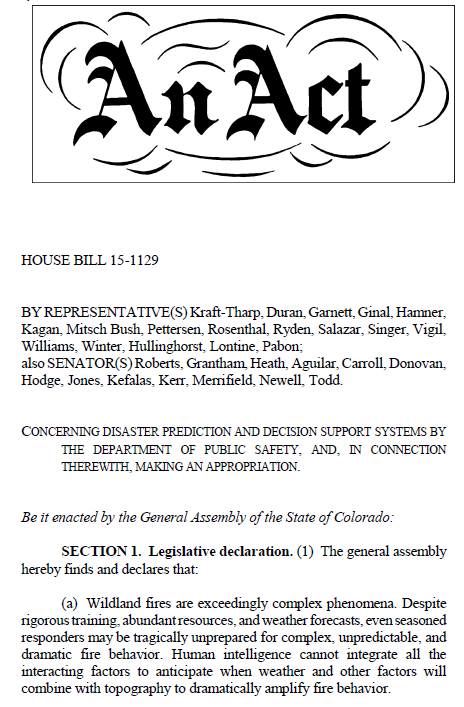 An Act
HOUSE BILL 15-1129
BY REPRESENTATIVE(S) Kraft-Tharp, Duran, Garnett, Ginal, Hamner,
Kagan, Mitsch Bush, Pettersen, Rosenthal, Ryden, Salazar, Singer, Vigil,
Williams, Winter, Hullinghorst, Lontine, Pabon;
also SENATOR(S) Roberts, Grantham, Heath, Aguilar, Carroll, Donovan,
Hodge, Jones, Kefalas, Kerr, Merrifield, Newell, Todd.
CONCERNING DISASTER PREDICTION AND DECISION SUPPORT SYSTEMS BY
THE DEPARTMENT OF PUBLIC SAFETY, AND, IN CONNECTION
THEREWITH, MAKING AN APPROPRIATION.
Be it enacted by the General Assembly of the State of Colorado:
SECTION 1. Legislative declaration. (1) The general assembly
hereby finds and declares that:
(a) Wildland fires are exceedingly complex phenomena. Despite
rigorous training, abundant resources, and weather forecasts, even seasoned
responders may be tragically unprepared for complex, unpredictable, and
dramatic fire behavior. Human intelligence cannot integrate all the
interacting factors to anticipate when weather and other factors will
combine with topography to dramatically amplify fire behavior.